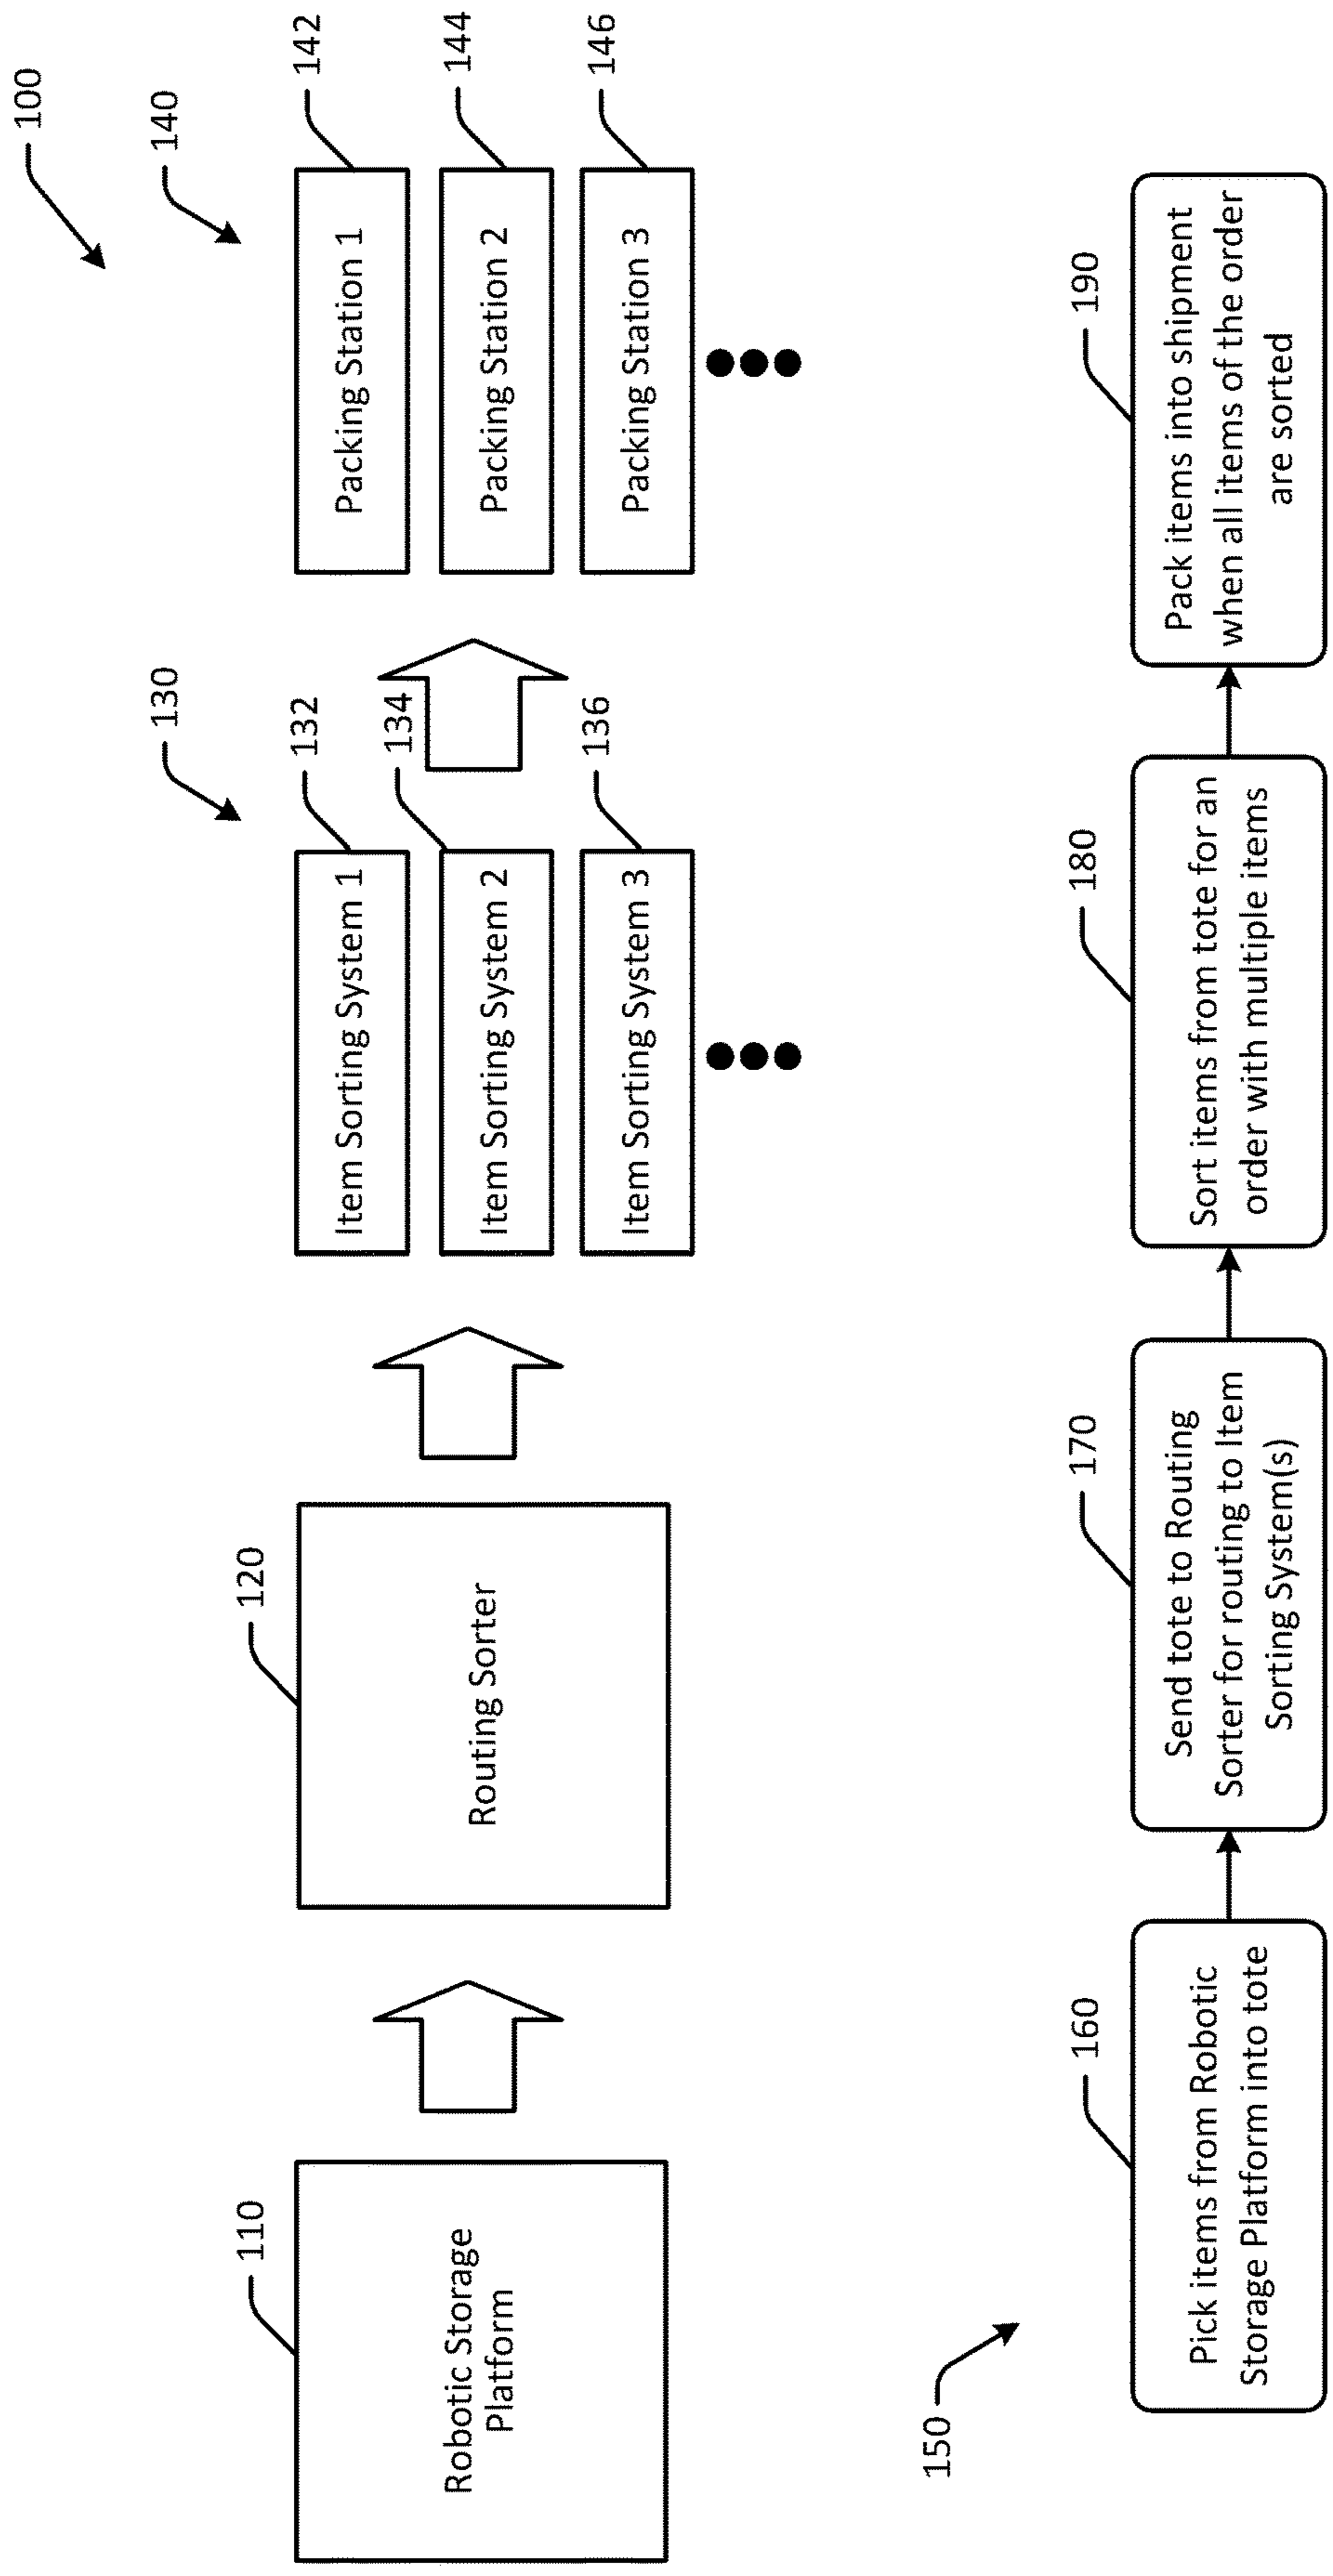 100
110
Robotic Storage
Platform
120
Routing Sorter
130
132
Item Sorting System 1
134
Item Sorting System 2
136
Item Sorting System 3
140
142
Packing Station 1
144
Packing Station 2
146
Packing Station 3
150
160
Pick items from Robotic
Storage Platform into tote
170
Send tote to Routing
Sorter for routing to Item
Sorting System(s)
180
Sort items from tote for an
order with multiple items
190
Pack items into shipment
when all items of the order
are sorted